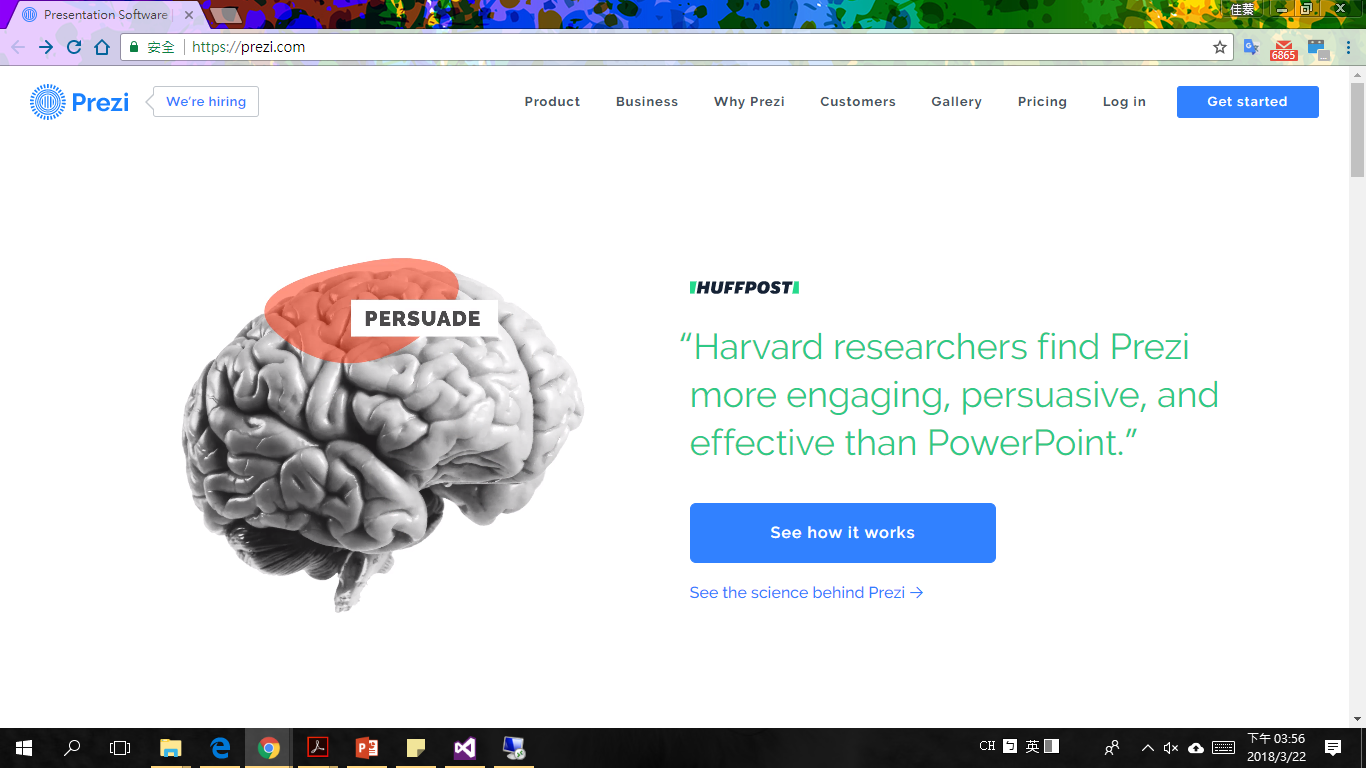 Presentation Software
佳蒙
安全
https://prezi.com
6865
Prezi
We're hiring
Product
Business
Why Prezi
Customers
Gallery
Pricing
Log in
Get started
PERSUADE
HUFFPOST
“Harvard researchers find Prezi
more engaging, persuasive, and
effective than PowerPoint.”
See how it works
See the science behind Prezi →
CH
英
下午 03:56
2018/3/22